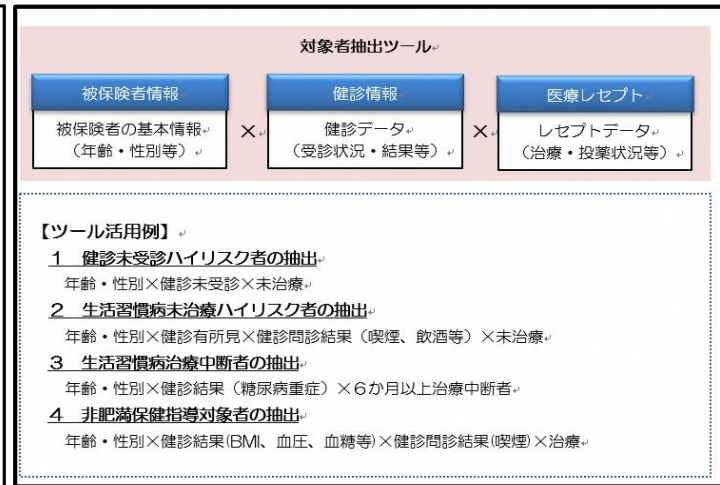 対象者抽出ツール
被保険者情報
健診情報
医療レセプト
被保険者の基本情報
（年齢・性別等）
×
健診データ
（受診状況・結果等）
×
レセプトデータ
（治療・投薬状況等）
【ツール活用例】
１　健診未受診ハイリスク者の抽出
年齢・性別×健診未受診×未治療
２　生活習慣病未治療ハイリスク者の抽出
年齢・性別×健診有所見×健診問診結果（喫煙、飲酒等）×未治療
３　生活習慣病治療中断者の抽出
年齢・性別×健診結果（糖尿病重症）×６か月以上治療中断者
４　非肥満保健指導対象者の抽出
年齢・性別×健診結果(BMI、血圧、血糖等)×健診問診結果(喫煙)×治療